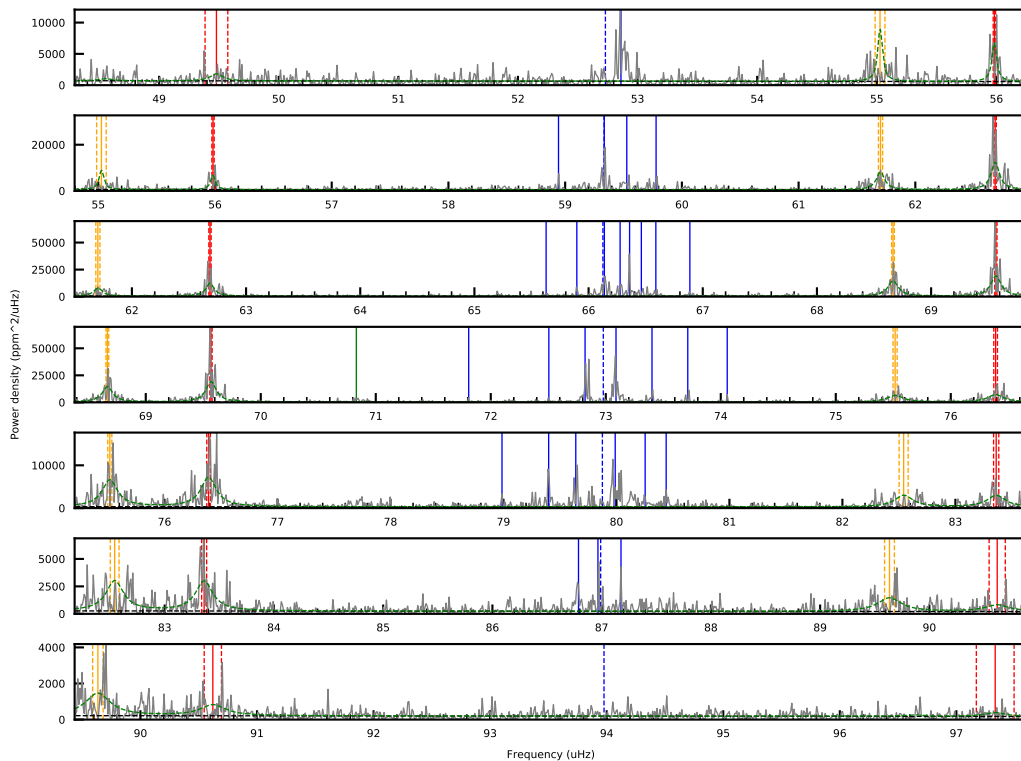 10000
5000
0
49 50 51 52 53 54 55 56
20000
0
55 56 57 58 59 60 61 62
50000
25000
0
62 63 64 65 66 67 68 69
50000
25000
0
69 70 71 72 73 74 75 76
10000
0
76 77 78 79 80 81 82 83
5000
2500
0
83 84 85 86 87 88 89 90
4000
2000
0
90 91 92 93 94 95 96 97
Power density (ppm^2/uHz)
Frequency (uHz)